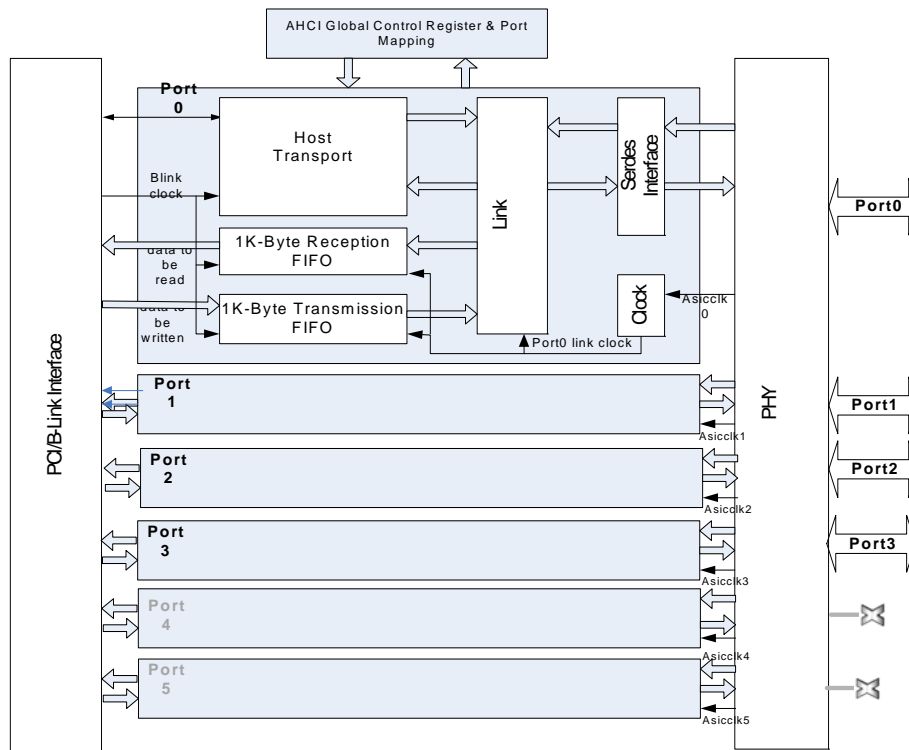 AHCI Global Control Register & Port
Mapping
Port
0
Host
Transport
Link
Serdes
Interface
Blink
clock
1K-Byte Reception
FIFO
data to
be
read
1K-Byte Transmission
FIFO
data to
be
written
Clock
Asicclk
0
Port0 link clock
PCI/B-Link Interface
PHY
Port0
Port
1
Asicclk1
Port1
Port
2
Asicclk2
Port2
Port
3
Asicclk3
Port3
Port
4
Asicclk4
Port
5
Asicclk5